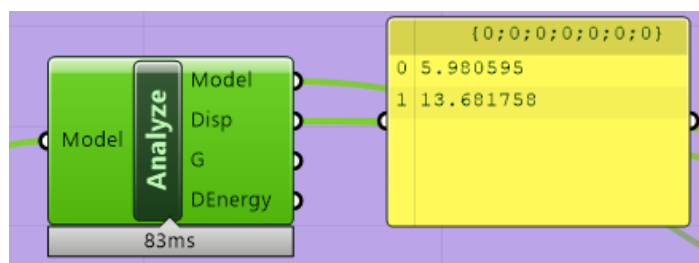 Model
Analyze
Model
Disp
G
DEnergy
83ms
{0;0;0;0;0;0;0}
0 5.980595
1 13.681758